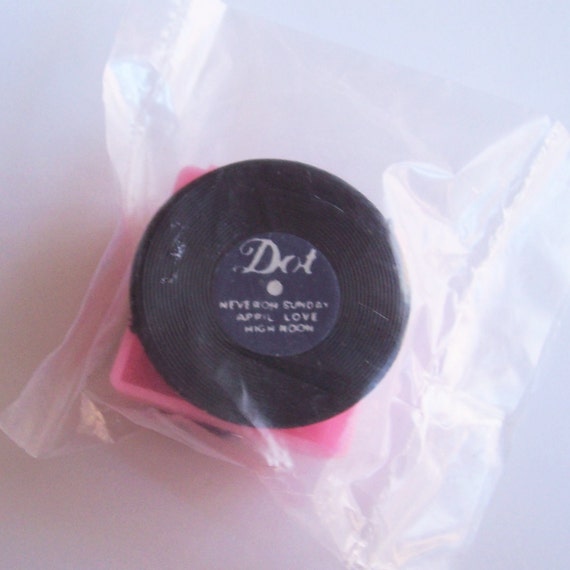 Dot
NEVER ON SUNDAY
APRIL LOVE
HIGH NOON